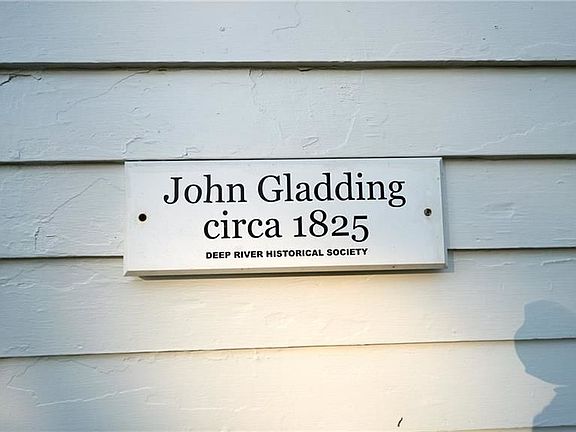 John Gladding
circa 1825
DEEP RIVER HISTORICAL SOCIETY